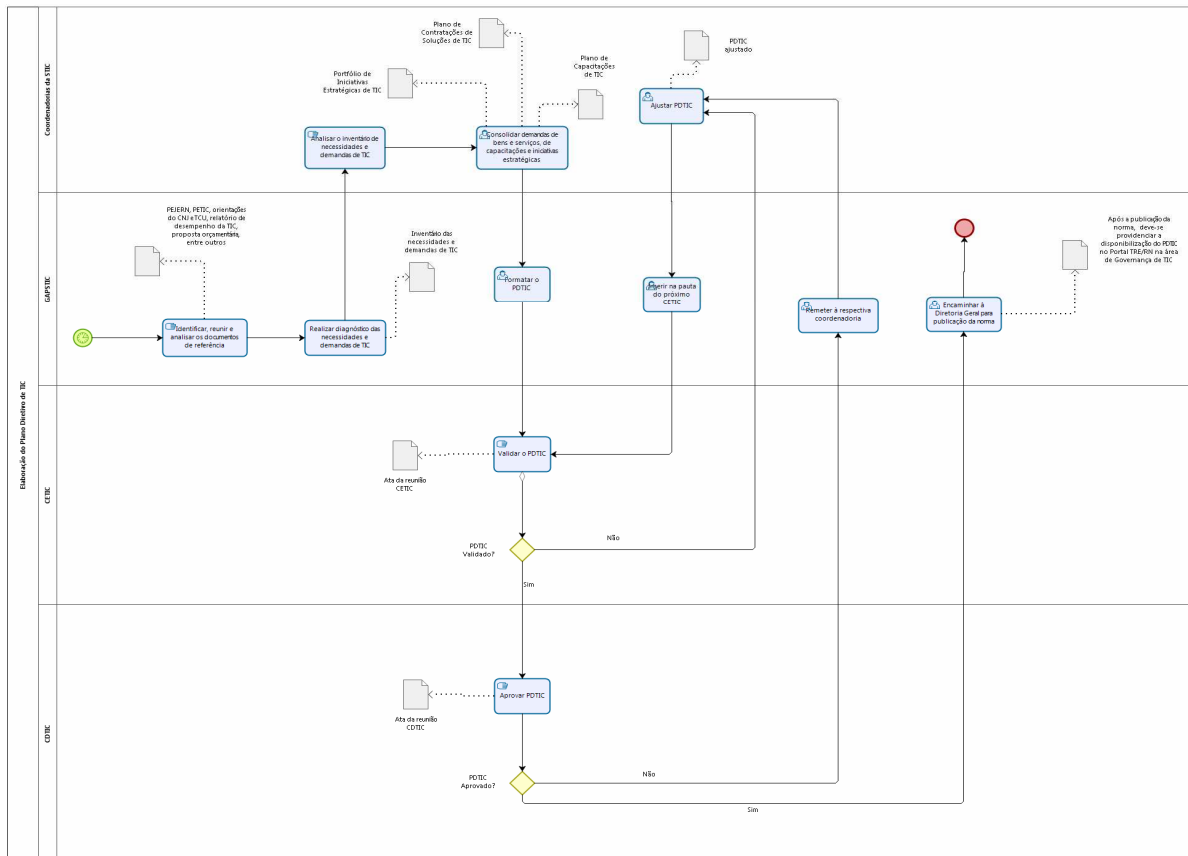 Elaboração do Plano Diretivo de TIC
Coordenadorias da STIC
Plano de
Contratações de
Soluções de TIC
Portfólio de
Iniciativas
Estratégicas de TIC
Plano de
Capacitações
de TIC
PDTIC
ajustado
Analisar o inventário de
necessidades e
demandas de TIC
Consolidar demandas de
bens e serviços, de
capacitações e iniciativas
estratégicas
Ajustar PDTIC
GAPSTIC
PEJERN, PETIC, orientações
do CNJ e TCU, relatório de
desempenho da TIC,
proposta orçamentária,
entre outros
Inventário das
necessidades e
demandas de TIC
Após a publicação da
norma, deve-se
providenciar a
disponibilização do PDTIC
no Portal TRE/RN na área
de Governança de TIC
Identificar, reunir e
analisar os documentos
de referência
Realizar diagnóstico das
necessidades e
demandas de TIC
Formatar o
PDTIC
na pauta
do próximo
CETIC
Remeter à respectiva
coordenadoria
Encaminhar à
Diretoria Geral para
publicação da norma
CETIC
Validar o PDTIC
Ata da reunião
CETIC
PDTIC
Validado?
Não
Sim
CDTIC
Aprovar PDTIC
Ata da reunião
CDTIC
PDTIC
Aprovado?
Não
Sim